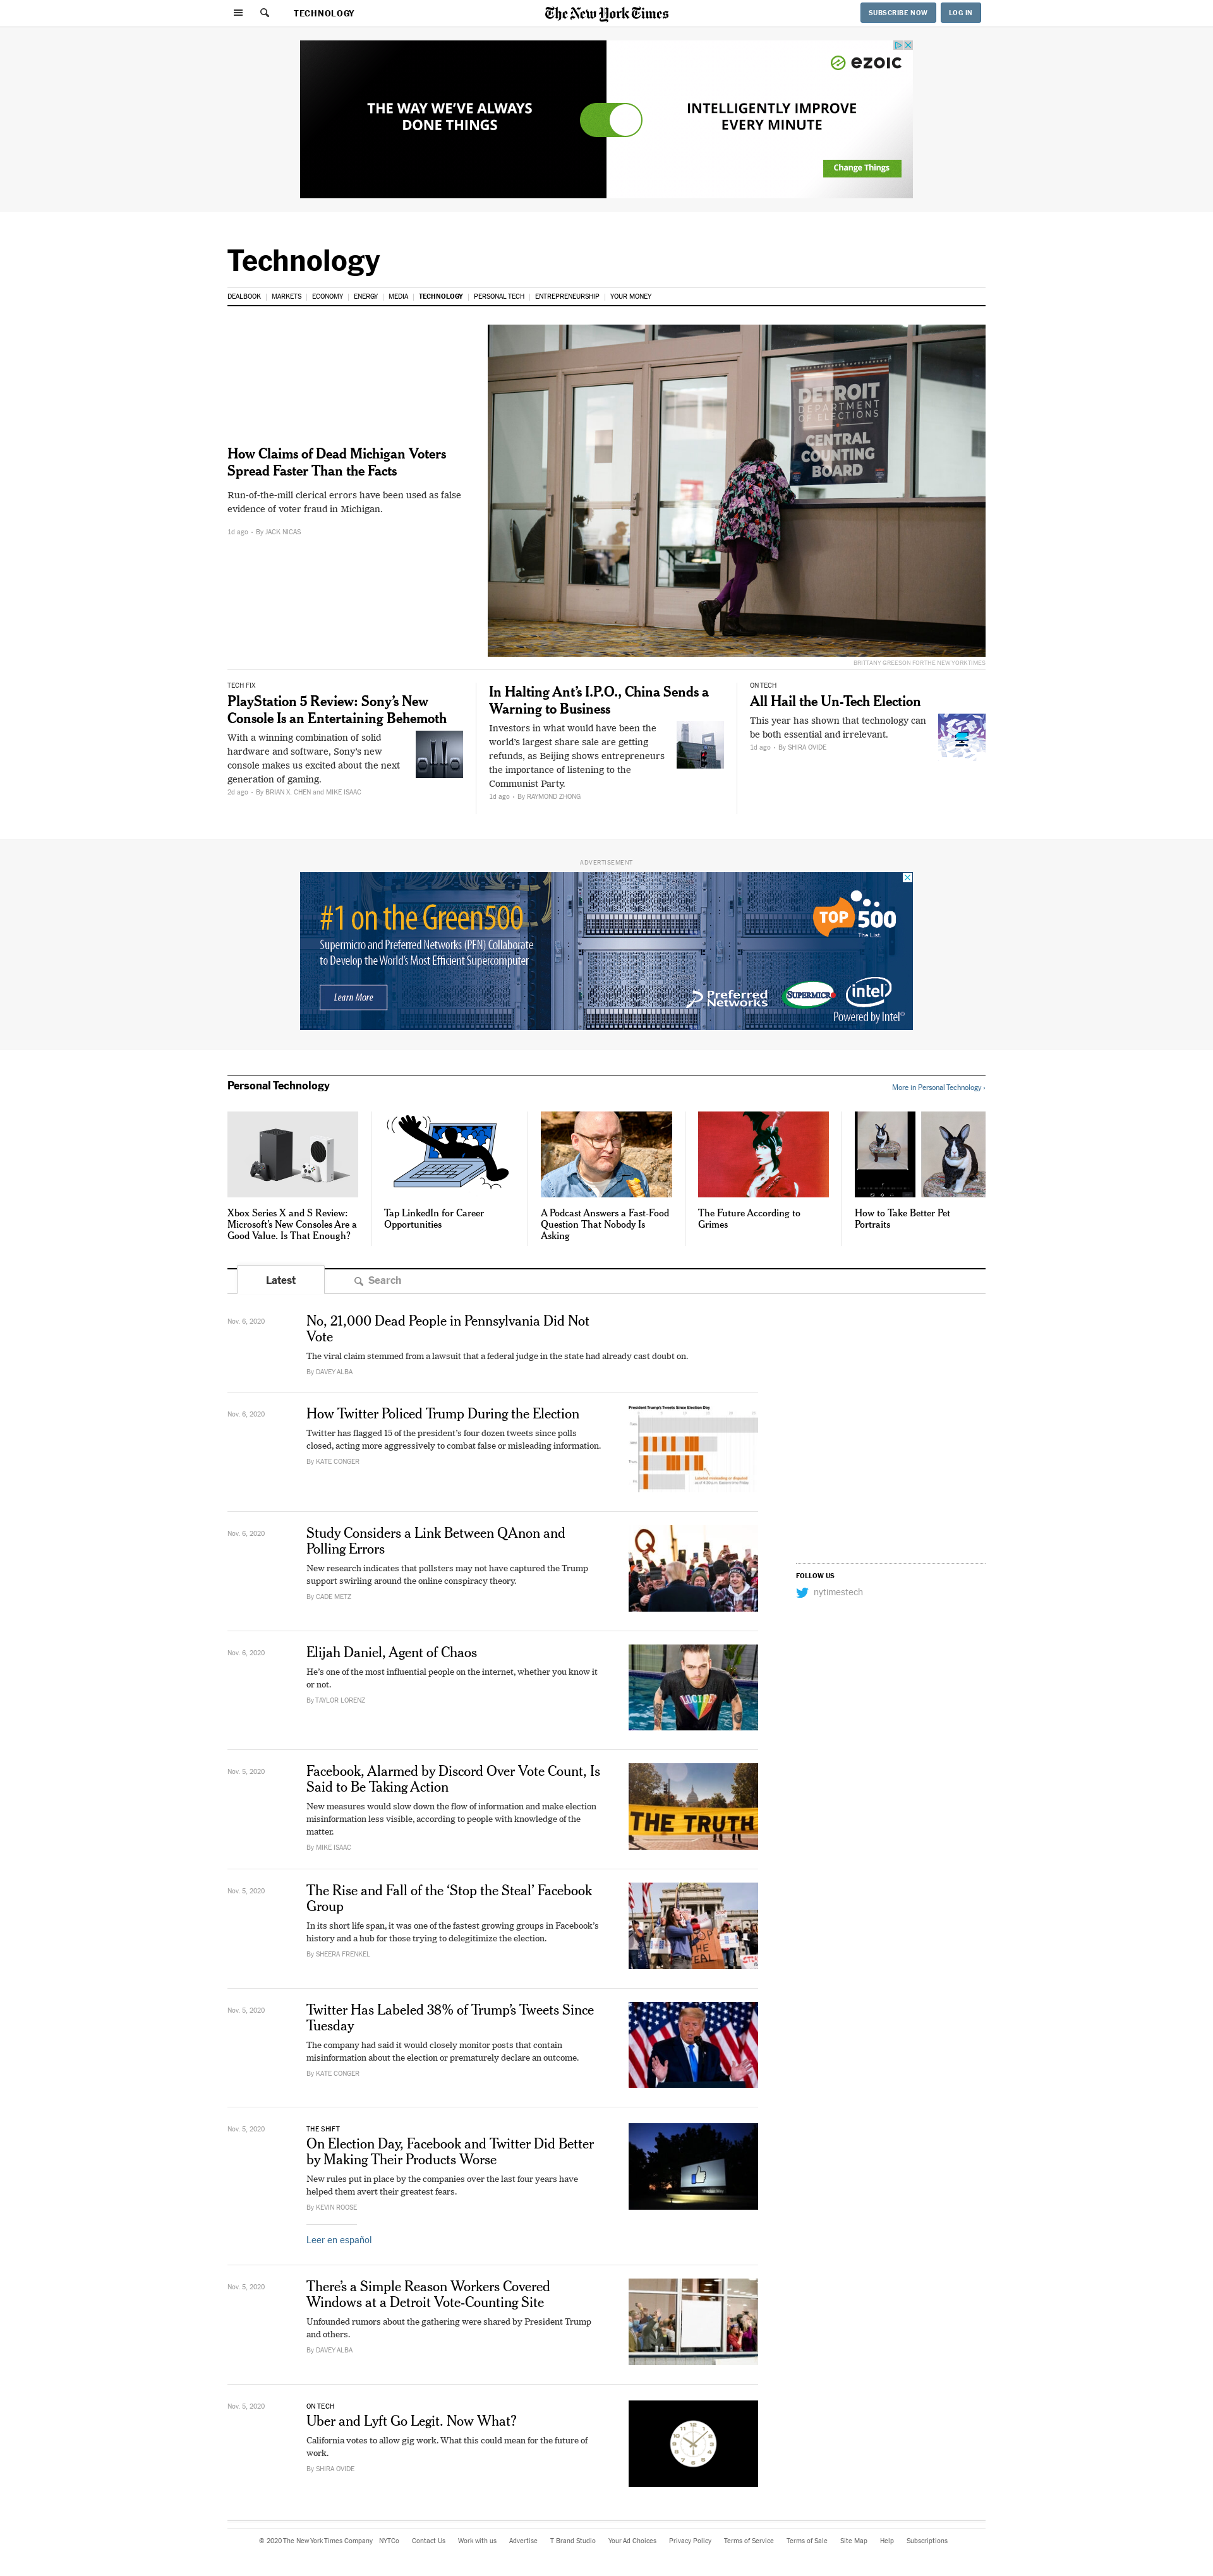 TECHNOLOGY
The New York Times
SUBSCRIBE NOW
LOG IN
THE WAY WE'VE ALWAYS
DONE THINGS
INTELLIGENTLY IMPROVE
EVERY MINUTE
ezoic
Change Things
Technology
DEALBOOK | MARKETS | ECONOMY | ENERGY | MEDIA | TECHNOLOGY | PERSONAL TECH | ENTREPRENEURSHIP | YOUR MONEY
How Claims of Dead Michigan Voters
Spread Faster Than the Facts
Run-of-the-mill clerical errors have been used as false
evidence of voter fraud in Michigan.
1d ago • By JACK NICAS
DETROIT
DEPARTMENT
OF ELECTIONS
CENTRAL
COUNTING
BOARD
BRITTANY GREESON FOR THE NEW YORK TIMES
TECH FIX
PlayStation 5 Review: Sony's New
Console Is an Entertaining Behemoth
With a winning combination of solid
hardware and software, Sony's new
console makes us excited about the next
generation of gaming.
2d ago • By BRIAN X. CHEN and MIKE ISAAC
In Halting Ant's I.P.O., China Sends a
Warning to Business
Investors in what would have been the
world's largest share sale are getting
refunds, as Beijing shows entrepreneurs
the importance of listening to the
Communist Party.
1d ago • By RAYMOND ZHONG
ON TECH
All Hail the Un-Tech Election
This year has shown that technology can
be both essential and irrelevant.
1d ago • By SHIRA OVIDE
ADVERTISEMENT
#1 on the Green500
Supermicro and Preferred Networks (PFN) Collaborate
to Develop the World's Most Efficient Supercomputer
Learn More
TOP 500
The List.
Preferred
Networks
SUPERMICRO
intel
Powered by Intel®
Personal Technology
More in Personal Technology ›
Xbox Series X and S Review:
Microsoft's New Consoles Are a
Good Value. Is That Enough?
Tap LinkedIn for Career
Opportunities
A Podcast Answers a Fast-Food
Question That Nobody Is
Asking
The Future According to
Grimes
How to Take Better Pet
Portraits
Latest
Search
Nov. 6, 2020
No, 21,000 Dead People in Pennsylvania Did Not
Vote
The viral claim stemmed from a lawsuit that a federal judge in the state had already cast doubt on.
By DAVEY ALBA
Nov. 6, 2020
How Twitter Policed Trump During the Election
Twitter has flagged 15 of the president's four dozen tweets since polls
closed, acting more aggressively to combat false or misleading information.
By KATE CONGER
President Trump's Tweets Since Election Day
Nov. 6, 2020
Study Considers a Link Between QAnon and
Polling Errors
New research indicates that pollsters may not have captured the Trump
support swirling around the online conspiracy theory.
By CADE METZ
Q
FOLLOW US
nytimestech
Nov. 6, 2020
Elijah Daniel, Agent of Chaos
He's one of the most influential people on the internet, whether you know it
or not.
By TAYLOR LORENZ
Nov. 5, 2020
Facebook, Alarmed by Discord Over Vote Count, Is
Said to Be Taking Action
New measures would slow down the flow of information and make election
misinformation less visible, according to people with knowledge of the
matter.
By MIKE ISAAC
THE TRUTH
Nov. 5, 2020
The Rise and Fall of the 'Stop the Steal' Facebook
Group
In its short life span, it was one of the fastest growing groups in Facebook's
history and a hub for those trying to delegitimize the election.
By SHEERA FRENKEL
Nov. 5, 2020
Twitter Has Labeled 38% of Trump's Tweets Since
Tuesday
The company had said it would closely monitor posts that contain
misinformation about the election or prematurely declare an outcome.
By KATE CONGER
Nov. 5, 2020
THE SHIFT
On Election Day, Facebook and Twitter Did Better
by Making Their Products Worse
New rules put in place by the companies over the last four years have
helped them avert their greatest fears.
By KEVIN ROOSE
Leer en español
Nov. 5, 2020
There's a Simple Reason Workers Covered
Windows at a Detroit Vote-Counting Site
Unfounded rumors about the gathering were shared by President Trump
and others.
By DAVEY ALBA
Nov. 5, 2020
ON TECH
Uber and Lyft Go Legit. Now What?
California votes to allow gig work. What this could mean for the future of
work.
By SHIRA OVIDE
© 2020 The New York Times Company NYTCo Contact Us Work with us Advertise T Brand Studio Your Ad Choices Privacy Policy Terms of Service Terms of Sale Site Map Help Subscriptions